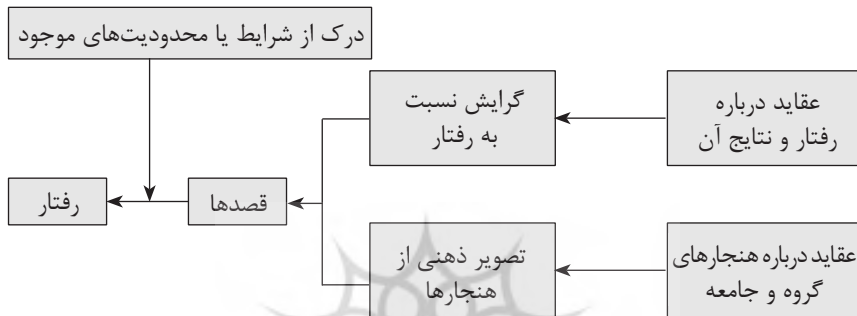 درک از شرایط یا محدودیت‌های موجود
عقاید درباره
رفتار و نتایج آن
گرایش نسبت
به رفتار
قصدها
رفتار
عقاید درباره هنجارهای
گروه و جامعه
تصویر ذهنی از
هنجارها